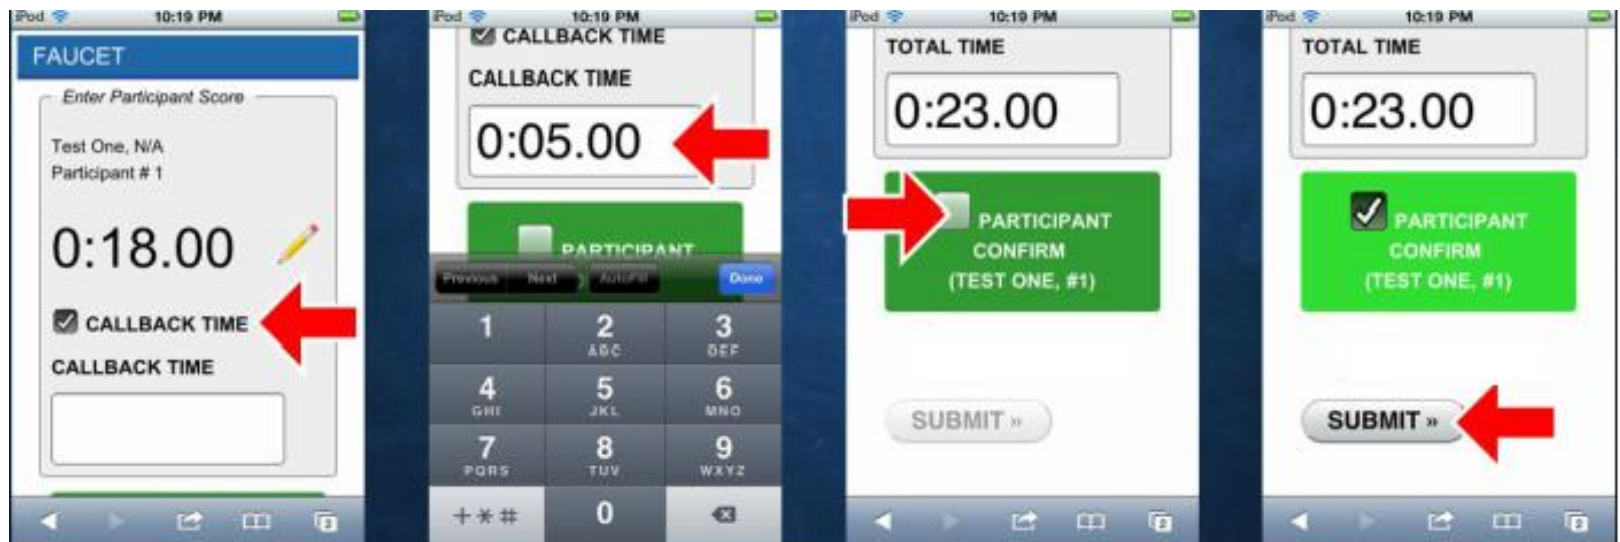 iPod 10:19 PM
FAUCET
Enter Participant Score
Test One, N/A
Participant # 1
0:18.00
CALLBACK TIME
CALLBACK TIME
iPod 10:19 PM
CALLBACK TIME
CALLBACK TIME
0:05.00
PARTICIPANT
Previous Next AutoFill Done
1 2 3
ABC DEF
4 5 6
GHI JKL MNO
7 8 9
PQRS TUV WXYZ
+*# 0
iPod 10:19 PM
TOTAL TIME
0:23.00
PARTICIPANT
CONFIRM
(TEST ONE, #1)
SUBMIT »
2
iPod 10:19 PM
TOTAL TIME
0:23.00
PARTICIPANT
CONFIRM
(TEST ONE, #1)
SUBMIT »
2